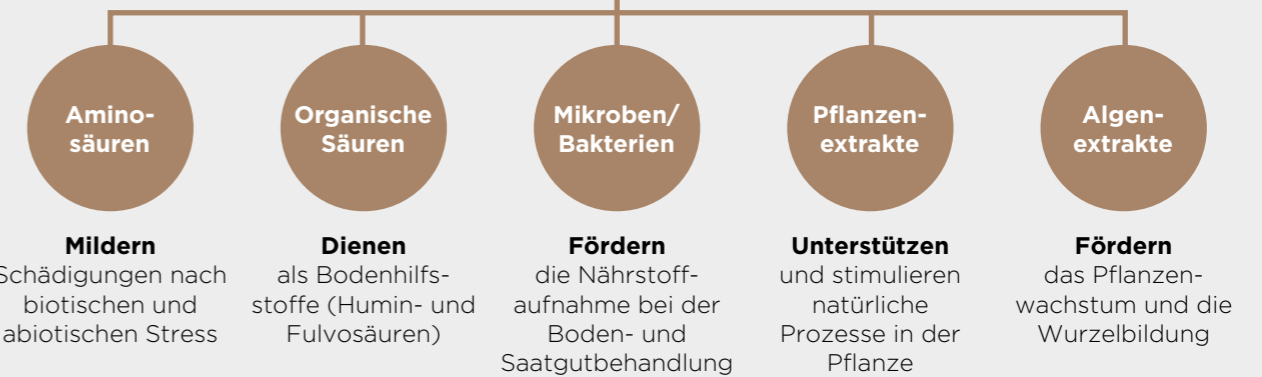 Amino-
säuren
Mildern
Schädigungen nach
biotischen und
abiotischen Stress
Organische
Säuren
Dienen
als Bodenhilfs-
stoffe (Humin- und
Fulvosäuren)
Mikroben/
Bakterien
Fördern
die Nährstoff-
aufnahme bei der
Boden- und
Saatgutbehandlung
Pflanzen-
extrakte
Unterstützen
und stimulieren
natürliche
Prozesse in der
Pflanze
Algen-
extrakte
Fördern
das Pflanzen-
wachstum und die
Wurzelbildung